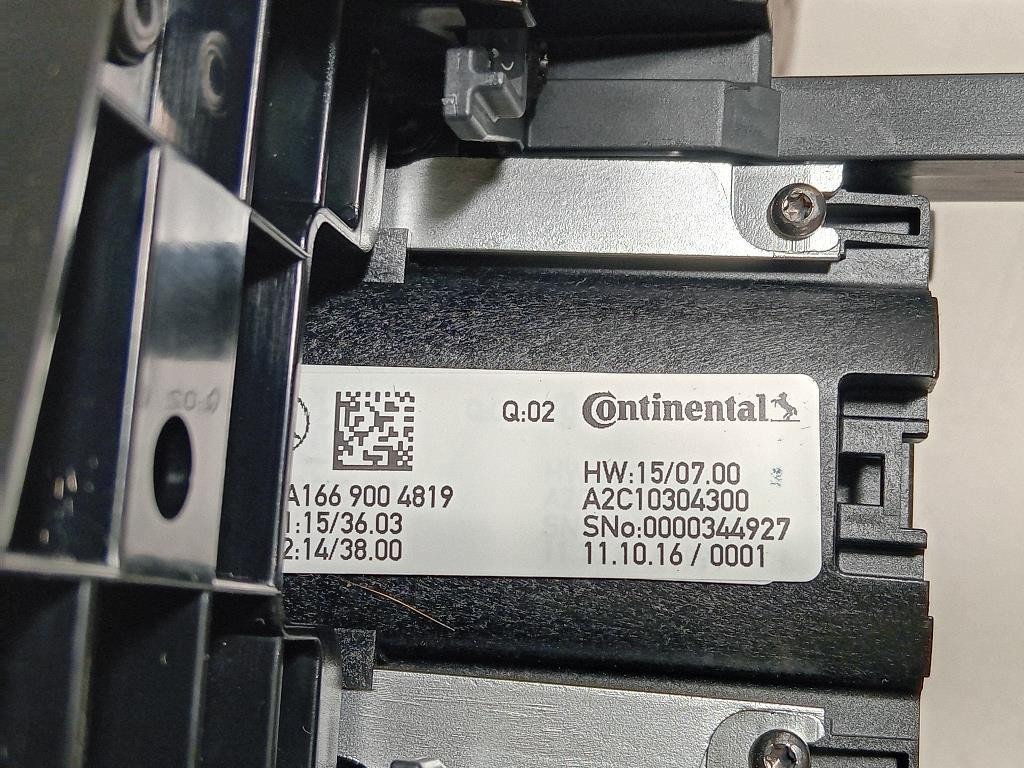 Q:02 Continental
HW:15/07.00
A166 900 4819 A2C10304300
:15/36.03 SNo:0000344927
2:14/38.00 11.10.16 / 0001